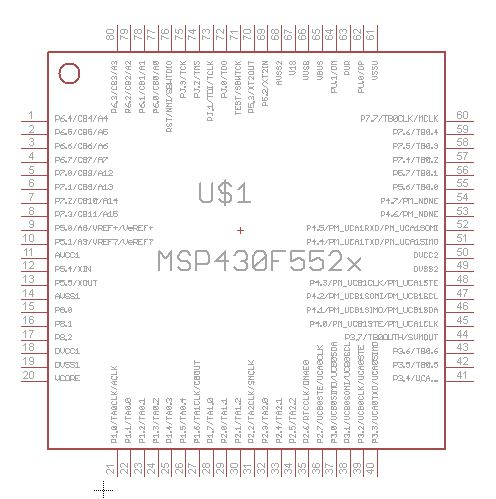 80 79 78 77 76 75 74 73 72 71 70 69 68 67 66 65 64 63 62 61
P6.3/CB3/A3
P6.2/CB2/A2
P6.1/CB1/A1
P6.0/CB0/A0
RST/NMI/SBWTDIO
PJ.3/TCK
PJ.2/TMS
PJ.1/TDI/TCLK
PJ.0/TDO
TEST/SBWTCK
P5.3/XT2OUT
P5.2/XT2IN
AVSS2
V18
VUSB
VBUS
PU.1/DM
PUR
PU.0/DP
VSSU
1 P6.4/CB4/A4
2 P6.5/CB5/A5
3 P6.6/CB6/A6
4 P6.7/CB7/A7
5 P7.0/CB8/A12
6 P7.1/CB9/A13
7 P7.2/CB10/A14
8 P7.3/CB11/A15
9 P5.0/A8/VREF+/VeREF+
10 P5.1/A9/VREF?/VeREF?
11 AVCC1
12 P5.4/XIN
13 P5.5/XOUT
14 AVSS1
15 P8.0
16 P8.1
17 P8.2
18 DVCC1
19 DVSS1
20 VCORE
U$1
MSP430F552x
P7.7/TB0CLK/MCLK 60
P7.6/TB0.4 59
P7.5/TB0.3 58
P7.4/TB0.2 57
P5.7/TB0.1 56
P5.6/TB0.0 55
P4.7/PM_NONE 54
P4.6/PM_NONE 53
P4.5/PM_UCA1RXD/PM_UCA1SOMI 52
P4.4/PM_UCA1TXD/PM_UCA1SIMO 51
DVCC2 50
DVSS2 49
P4.3/PM_UCB1CLK/PM_UCA1STE 48
P4.2/PM_UCB1SOMI/PM_UCB1SCL 47
P4.1/PM_UCB1SIMO/PM_UCB1SDA 46
P4.0/PM_UCB1STE/PM_UCA1CLK 45
P3.7/TB0OUTH/SVMOUT 44
P3.6/TB0.6 43
P3.5/TB0.5 42
P3.4/UCA... 41
P1.0/TA0CLK/ACLK
P1.1/TA0.0
P1.2/TA0.1
P1.3/TA0.2
P1.4/TA0.3
P1.5/TA0.4
P1.6/TA1CLK/CBOUT
P1.7/TA1.0
P2.0/TA1.1
P2.1/TA1.2
P2.2/TA2CLK/SMCLK
P2.3/TA2.0
P2.4/TA2.1
P2.5/TA2.2
P2.6/RTCCLK/DMAE0
P2.7/UCB0STE/UCA0CLK
P3.0/UCB0SIMO/UCB0SDA
P3.1/UCB0SOMI/UCB0SCL
P3.2/UCB0CLK/UCA0STE
P3.3/UCA0TXD/UCA0SIMO
21 22 23 24 25 26 27 28 29 30 31 32 33 34 35 36 37 38 39 40